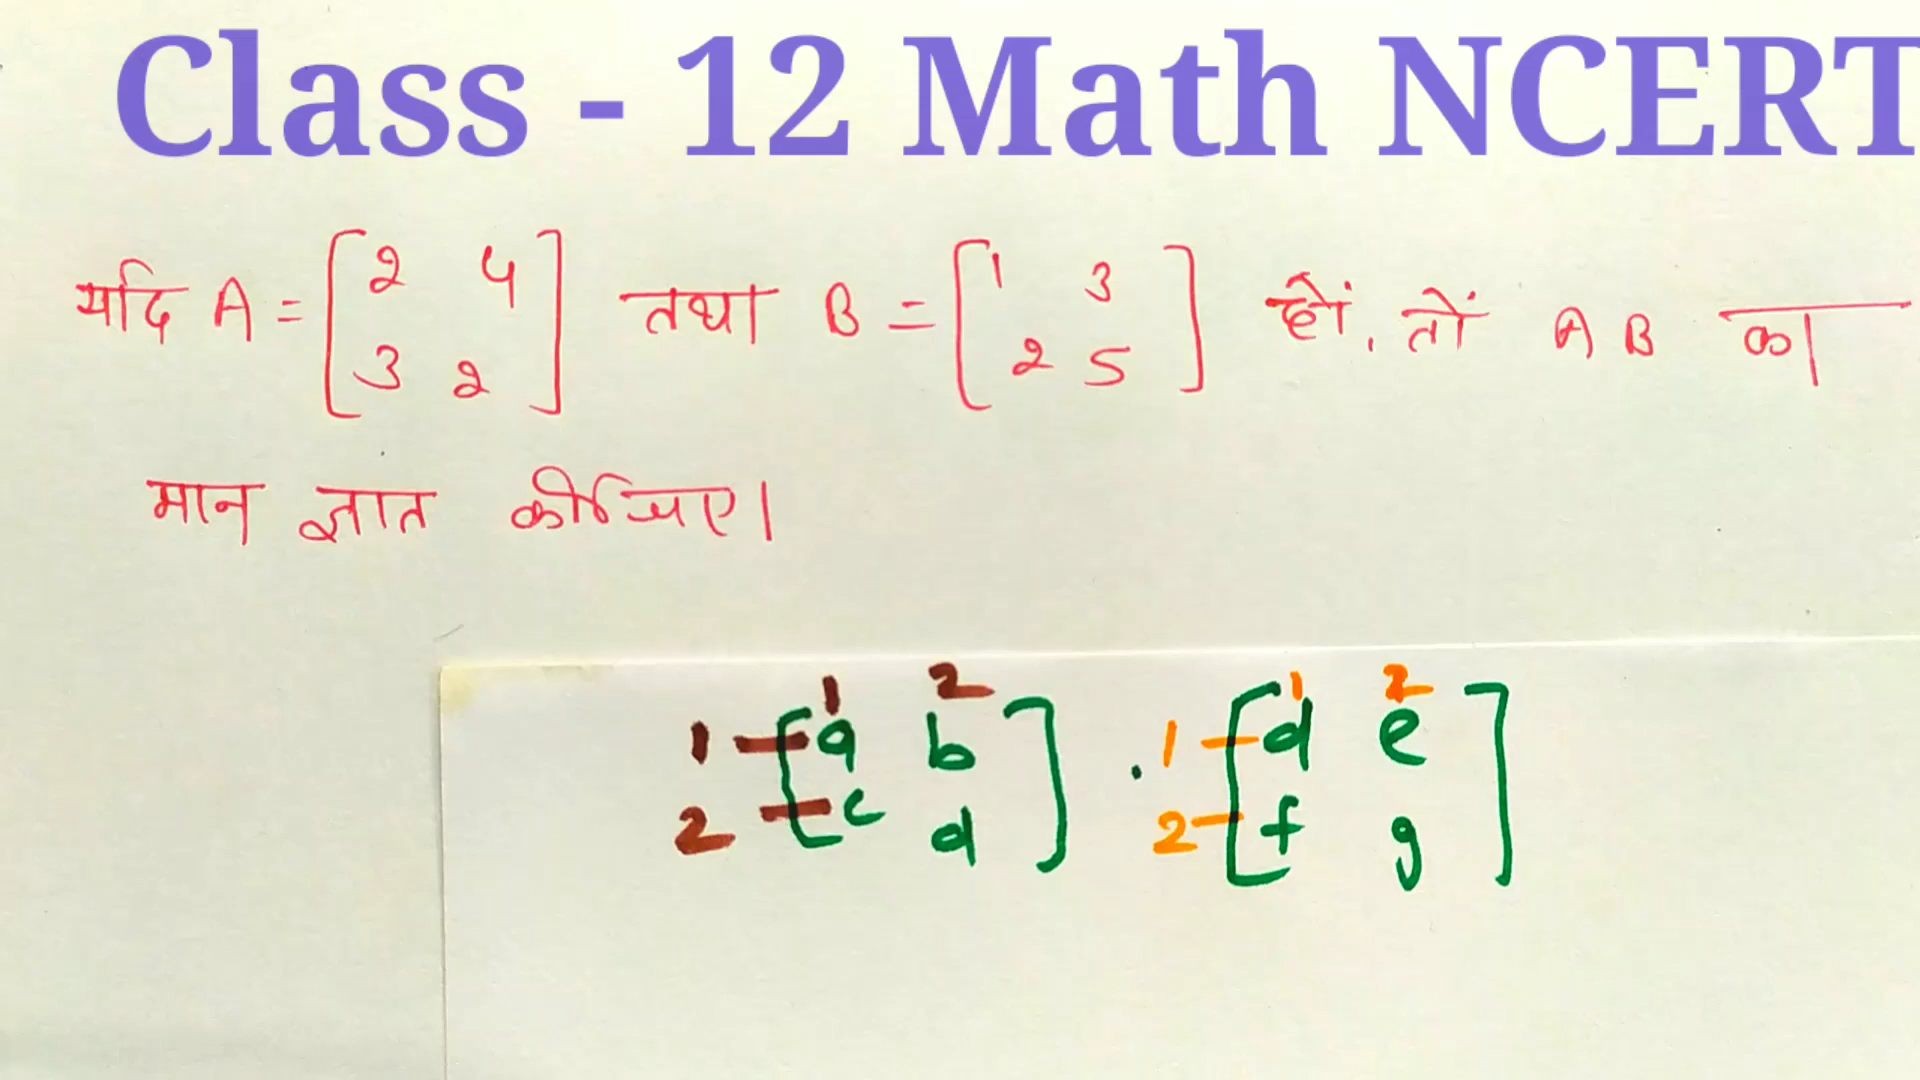 Class - 12 Math NCERT
यदि A = [2 4 3 2] तथा B = [1 3 2 5] हों, तों AB का
मान ज्ञात कीजिए।
1 2 1 2
1 - [a b] . 1 - [d e]
2 - [c d] 2 - [f g]